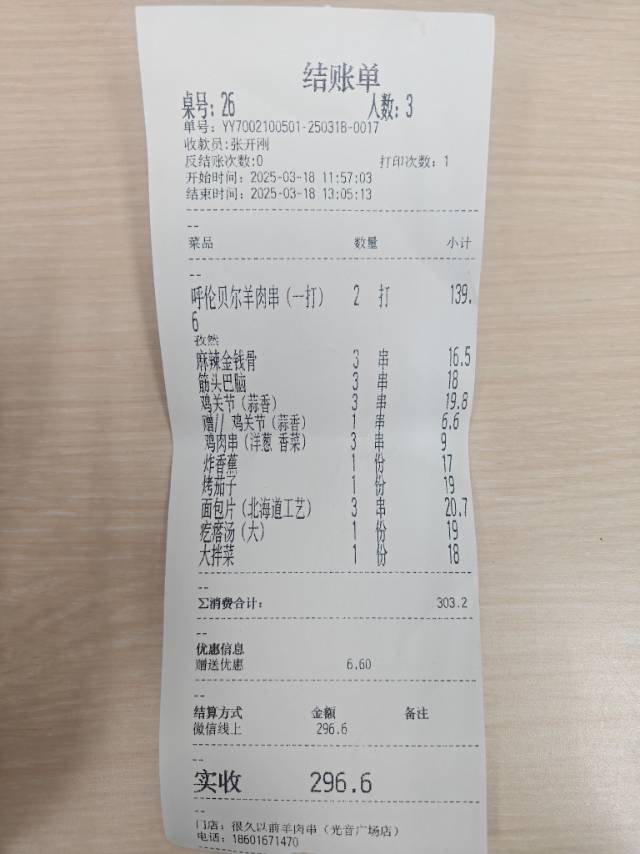 结账单
桌号: 26 人数: 3
单号: YY7002100501-250318-0017
收款员:张开刚
反结账次数:0 打印次数: 1
开始时间: 2025-03-18 11:57:03
结束时间: 2025-03-18 13:05:13
--
菜品 数量 小计
--
呼伦贝尔羊肉串 (一打) 2 打 139.
6
孜然
麻辣金钱骨 3 串 16.5
筋头巴脑 3 串 18
鸡关节 (蒜香) 3 串 19.8
赠// 鸡关节 (蒜香) 1 串 6.6
鸡肉串 (洋葱 香菜) 3 串 9
炸香蕉 1 份 17
烤茄子 1 份 19
面包片 (北海道工艺) 3 串 20.7
疙瘩汤 (大) 1 份 19
大拌菜 1 份 18
--
Σ消费合计: 303.2
--
优惠信息
赠送优惠 6.60
--
结算方式 金额 备注
微信线上 296.6
--
实收 296.6
--
门店: 很久以前羊肉串 (光音广场店)
电话: 18601671470